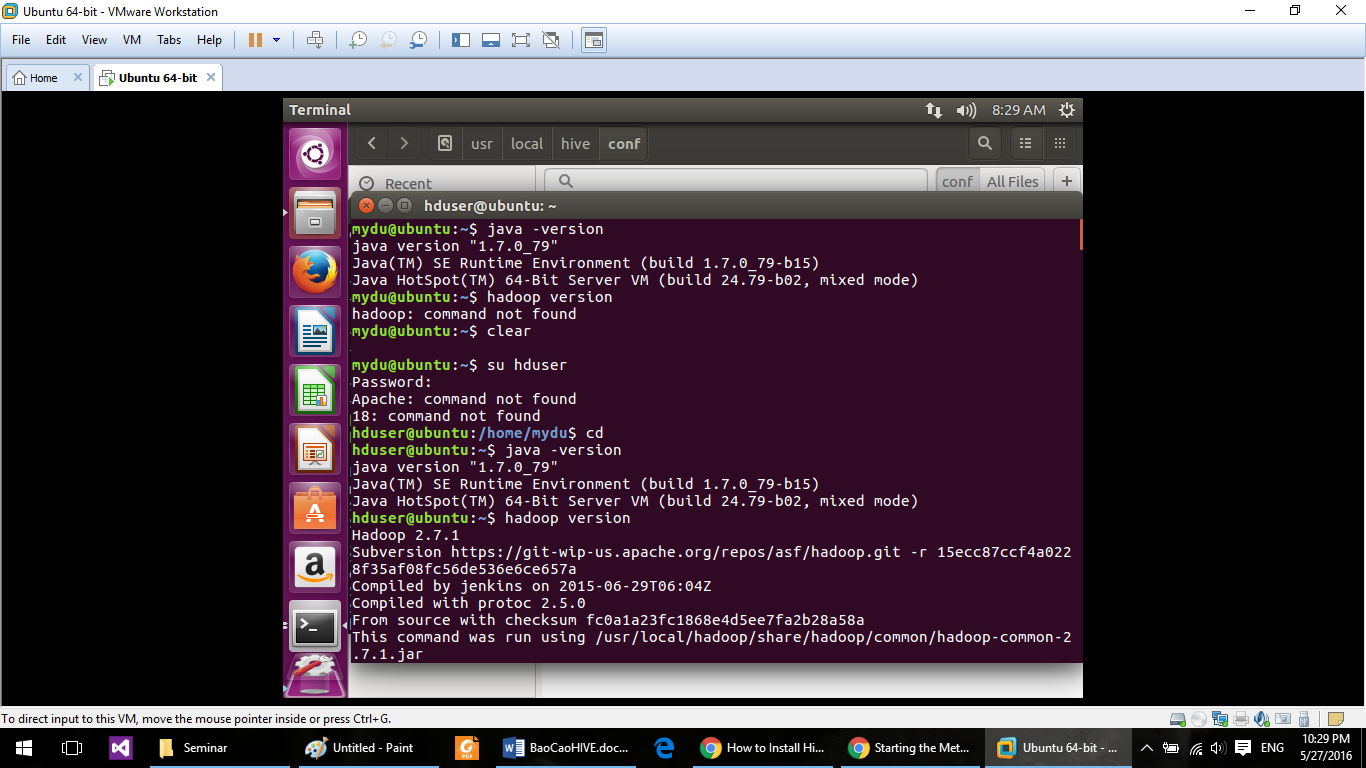 Ubuntu 64-bit - VMware Workstation
File Edit View VM Tabs Help
Home Ubuntu 64-bit
Terminal 8:29 AM
usr local hive conf
Recent conf All Files +
hduser@ubuntu: ~
mydu@ubuntu:~$ java -version
java version "1.7.0_79"
Java(TM) SE Runtime Environment (build 1.7.0_79-b15)
Java HotSpot(TM) 64-Bit Server VM (build 24.79-b02, mixed mode)
mydu@ubuntu:~$ hadoop version
hadoop: command not found
mydu@ubuntu:~$ clear
mydu@ubuntu:~$ su hduser
Password:
Apache: command not found
18: command not found
hduser@ubuntu:/home/mydu$ cd
hduser@ubuntu:~$ java -version
java version "1.7.0_79"
Java(TM) SE Runtime Environment (build 1.7.0_79-b15)
Java HotSpot(TM) 64-Bit Server VM (build 24.79-b02, mixed mode)
hduser@ubuntu:~$ hadoop version
Hadoop 2.7.1
Subversion https://git-wip-us.apache.org/repos/asf/hadoop.git -r 15ecc87ccf4a022
8f35af08fc56de536e6ce657a
Compiled by jenkins on 2015-06-29T06:04Z
Compiled with protoc 2.5.0
From source with checksum fc0a1a23fc1868e4d5ee7fa2b28a58a
This command was run using /usr/local/hadoop/share/hadoop/common/hadoop-common-2
.7.1.jar
To direct input to this VM, move the mouse pointer inside or press Ctrl+G.
Seminar Untitled - Paint BaoCaoHIVE.doc... How to Install Hi... Starting the Met... Ubuntu 64-bit - ... ENG 10:29 PM
5/27/2016